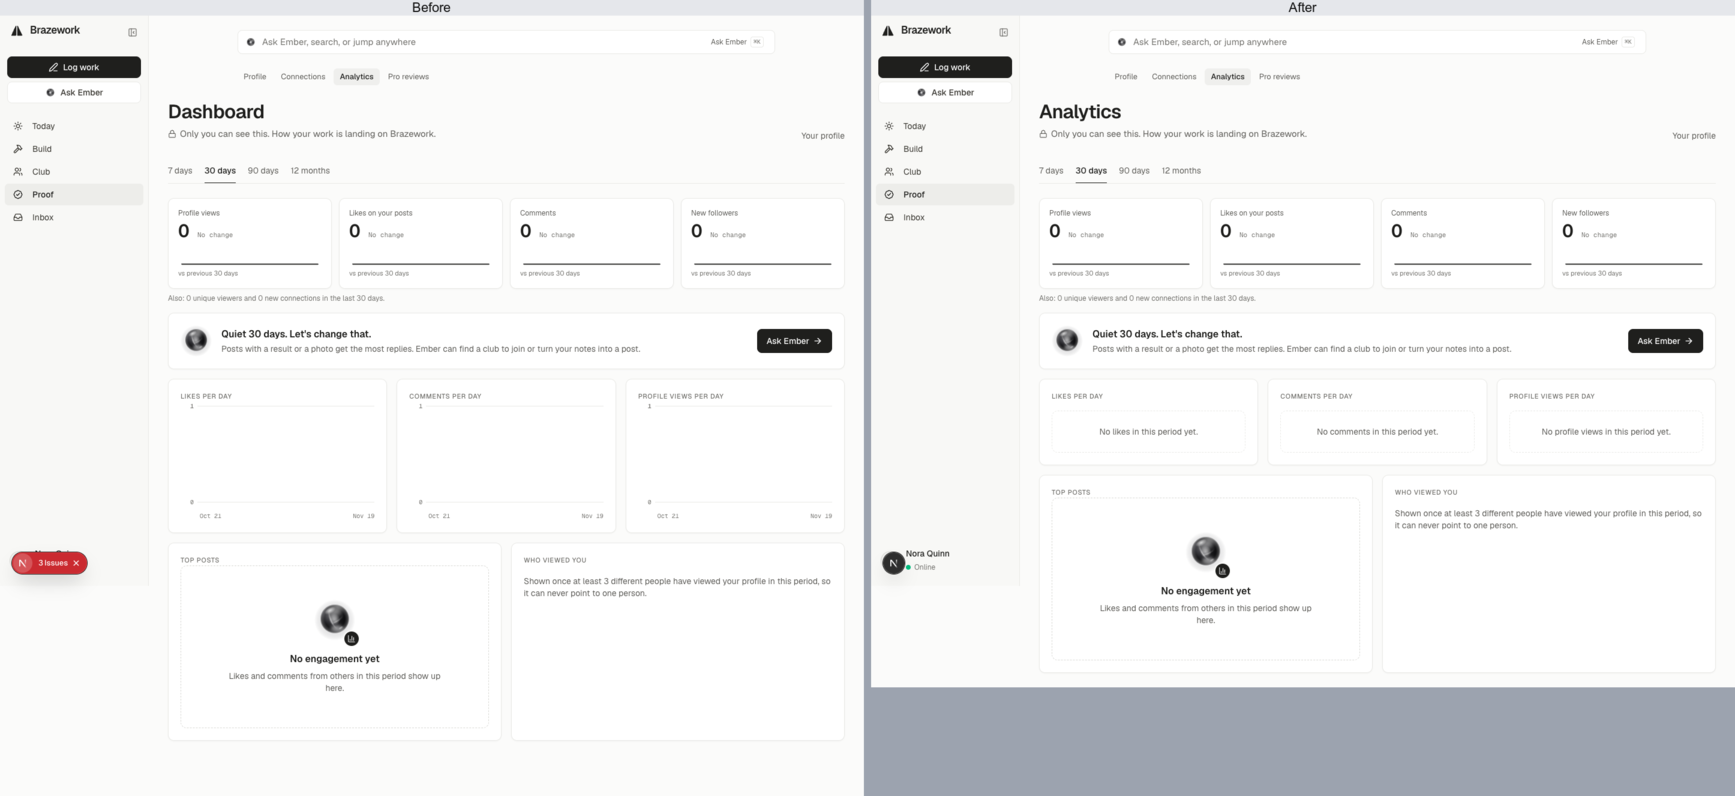 Before
Brazework
Log work
Ask Ember
Today
Build
Club
Proof
Inbox
N 3 Issues
Ask Ember, search, or jump anywhere Ask Ember ⌘K
Profile Connections Analytics Pro reviews
Dashboard
Only you can see this. How your work is landing on Brazework.
Your profile
7 days 30 days 90 days 12 months
Profile views Likes on your posts Comments New followers
0 No change 0 No change 0 No change 0 No change
vs previous 30 days vs previous 30 days vs previous 30 days vs previous 30 days
Also: 0 unique viewers and 0 new connections in the last 30 days.
Quiet 30 days. Let's change that.
Posts with a result or a photo get the most replies. Ember can find a club to join or turn your notes into a post.
Ask Ember
LIKES PER DAY COMMENTS PER DAY PROFILE VIEWS PER DAY
1 1 1
0 0 0
Oct 21 Nov 19 Oct 21 Nov 19 Oct 21 Nov 19
TOP POSTS
No engagement yet
Likes and comments from others in this period show up
here.
WHO VIEWED YOU
Shown once at least 3 different people have viewed your profile in this period, so
it can never point to one person.
After
Brazework
Log work
Ask Ember
Today
Build
Club
Proof
Inbox
N
Nora Quinn
Online
Ask Ember, search, or jump anywhere Ask Ember ⌘K
Profile Connections Analytics Pro reviews
Analytics
Only you can see this. How your work is landing on Brazework.
Your profile
7 days 30 days 90 days 12 months
Profile views Likes on your posts Comments New followers
0 No change 0 No change 0 No change 0 No change
vs previous 30 days vs previous 30 days vs previous 30 days vs previous 30 days
Also: 0 unique viewers and 0 new connections in the last 30 days.
Quiet 30 days. Let's change that.
Posts with a result or a photo get the most replies. Ember can find a club to join or turn your notes into a post.
Ask Ember
LIKES PER DAY COMMENTS PER DAY PROFILE VIEWS PER DAY
No likes in this period yet. No comments in this period yet. No profile views in this period yet.
TOP POSTS
No engagement yet
Likes and comments from others in this period show up
here.
WHO VIEWED YOU
Shown once at least 3 different people have viewed your profile in this period, so
it can never point to one person.